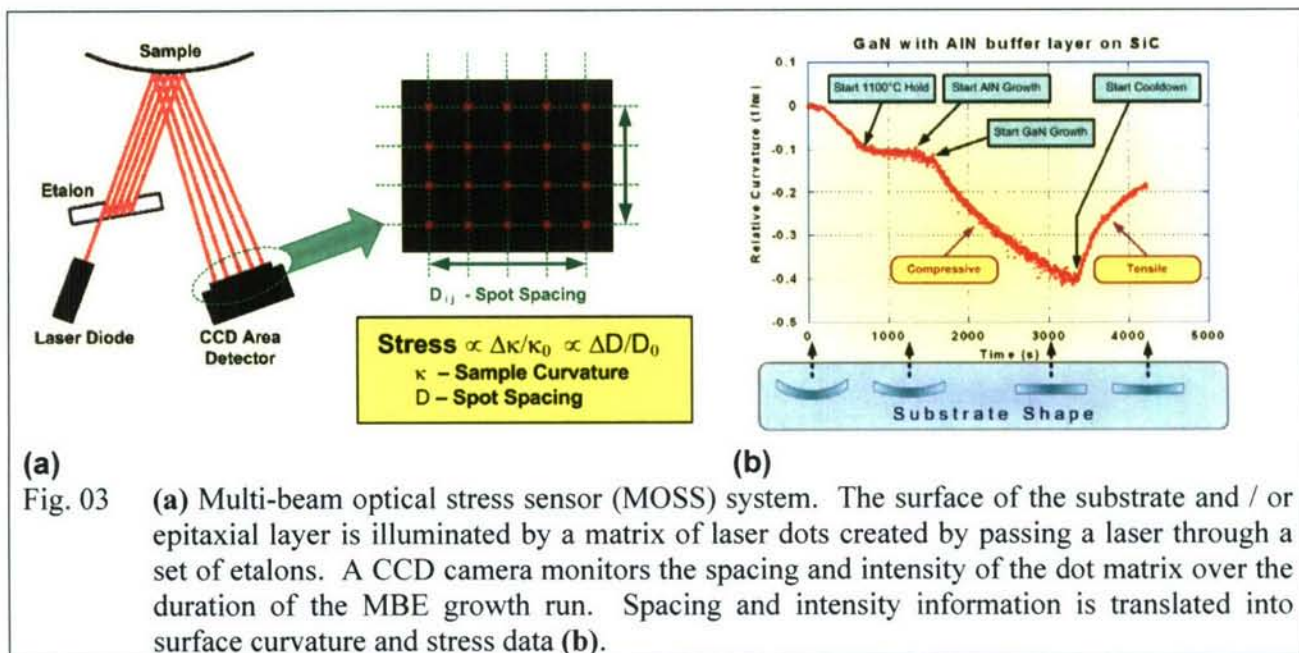 Sample
Etalon
Laser Diode
CCD Area
Detector
D i j - Spot Spacing
Stress ∝ Δκ/κ₀ ∝ ΔD/D₀
κ – Sample Curvature
D – Spot Spacing
(a)
GaN with AlN buffer layer on SiC
Relative Curvature (1/m)
0.1
0
-0.1
-0.2
-0.3
-0.4
-0.5
Start 1100°C Hold
Start AlN Growth
Start GaN Growth
Start Cooldown
Compressive
Tensile
0 1000 2000 3000 4000 5000
Time (s)
Substrate Shape
(b)
Fig. 03 (a) Multi-beam optical stress sensor (MOSS) system. The surface of the substrate and / or
epitaxial layer is illuminated by a matrix of laser dots created by passing a laser through a
set of etalons. A CCD camera monitors the spacing and intensity of the dot matrix over the
duration of the MBE growth run. Spacing and intensity information is translated into
surface curvature and stress data (b).